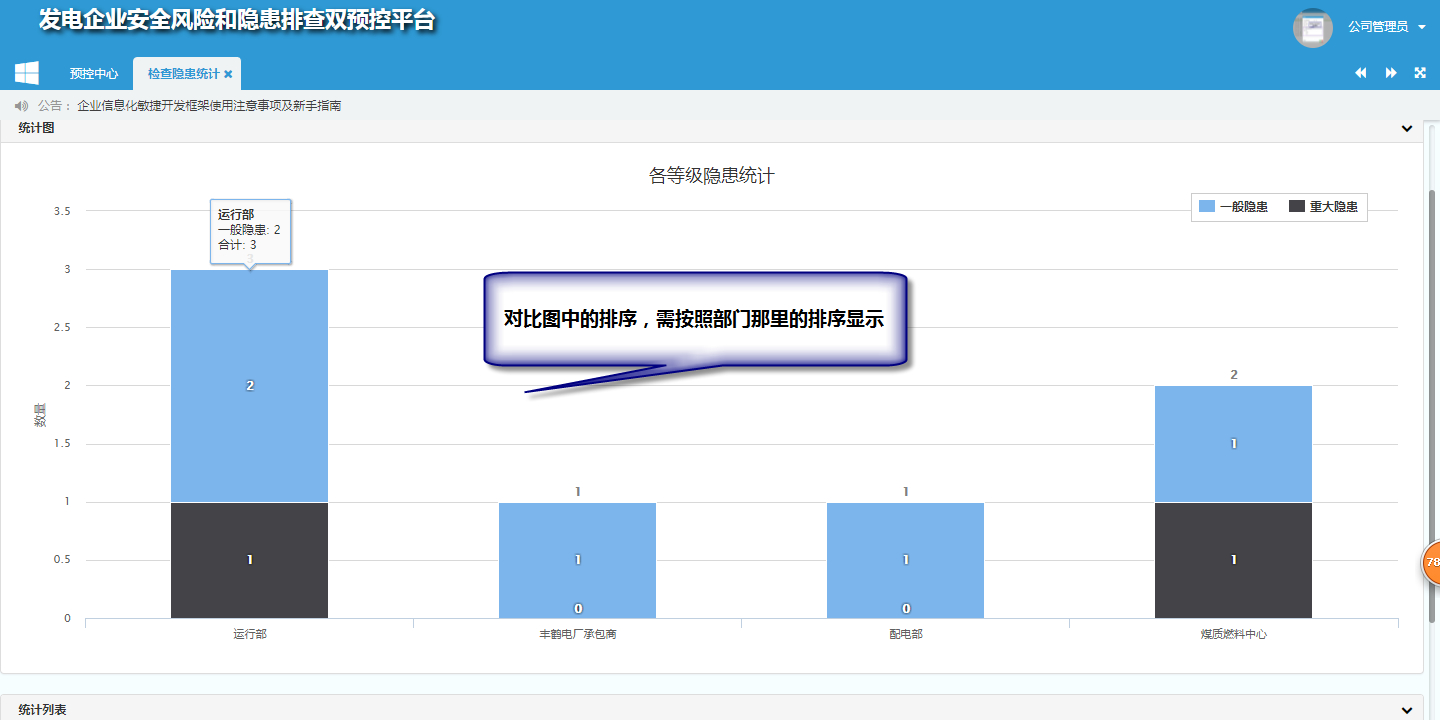 发电企业安全风险和隐患排查双预控平台
公司管理员
预控中心
检查隐患统计
公告： 企业信息化敏捷开发框架使用注意事项及新手指南
统计图
各等级隐患统计
一般隐患 重大隐患
运行部
一般隐患: 2
合计: 3
3
对比图中的排序，需按照部门那里的排序显示
数量
3.5
3
2.5
2
1.5
1
0.5
0
2
1
1
1
0
1
1
0
2
1
1
运行部 丰鹤电厂承包商 配电部 煤质燃料中心
78
统计列表